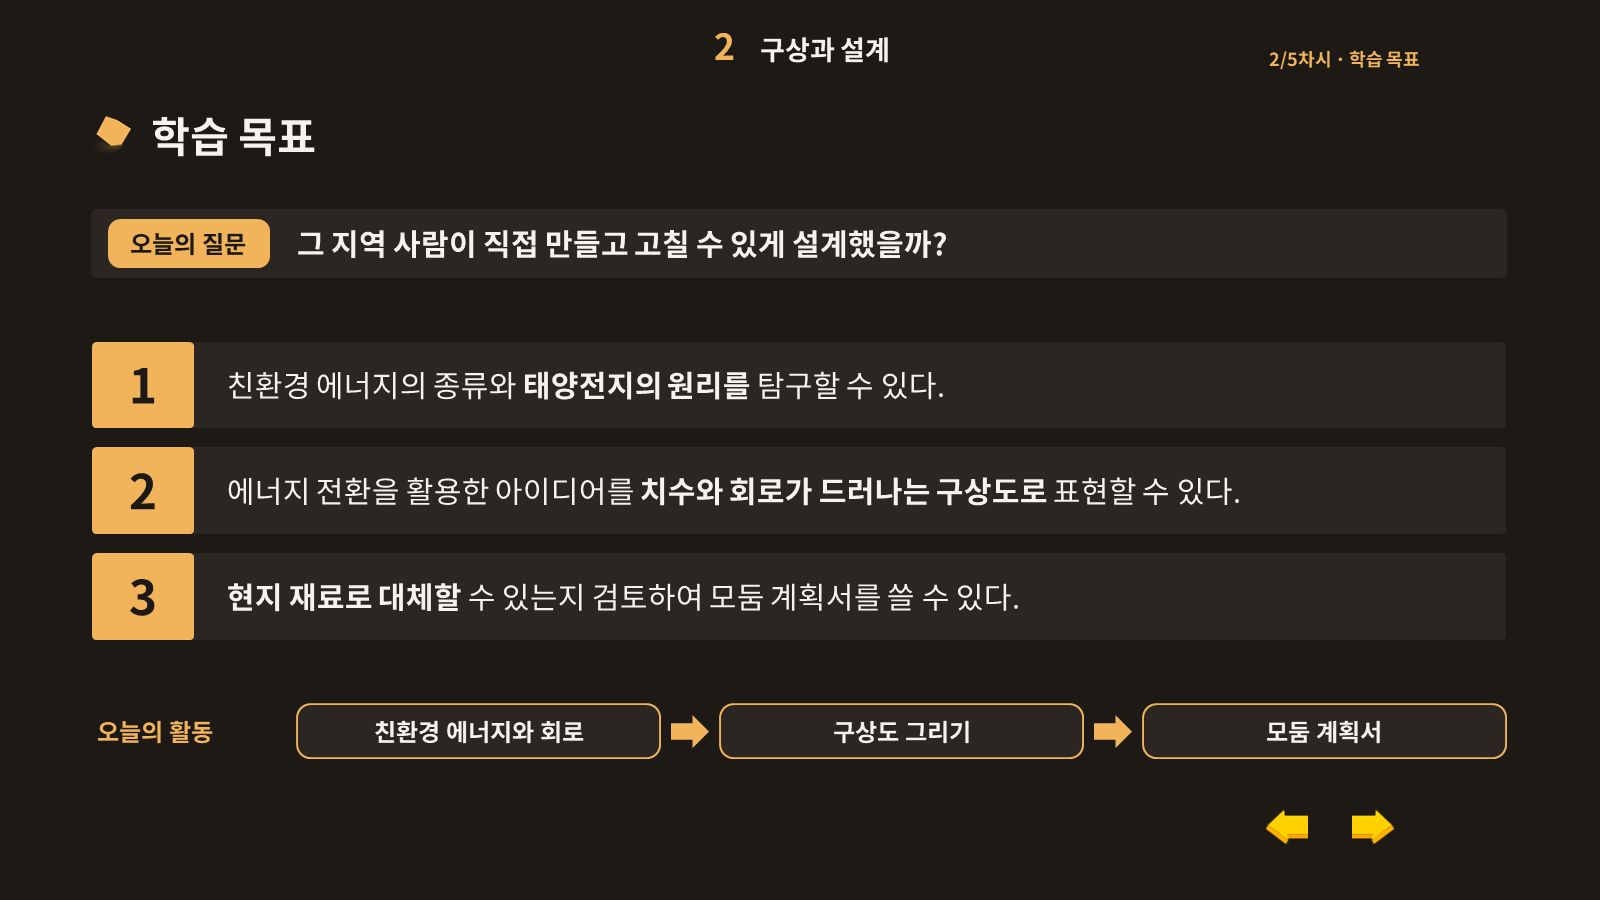 2 구상과 설계
2/5차시 · 학습 목표
학습 목표
오늘의 질문 그 지역 사람이 직접 만들고 고칠 수 있게 설계했을까?
1 친환경 에너지의 종류와 태양전지의 원리를 탐구할 수 있다.
2 에너지 전환을 활용한 아이디어를 치수와 회로가 드러나는 구상도로 표현할 수 있다.
3 현지 재료로 대체할 수 있는지 검토하여 모둠 계획서를 쓸 수 있다.
오늘의 활동 친환경 에너지와 회로 구상도 그리기 모둠 계획서